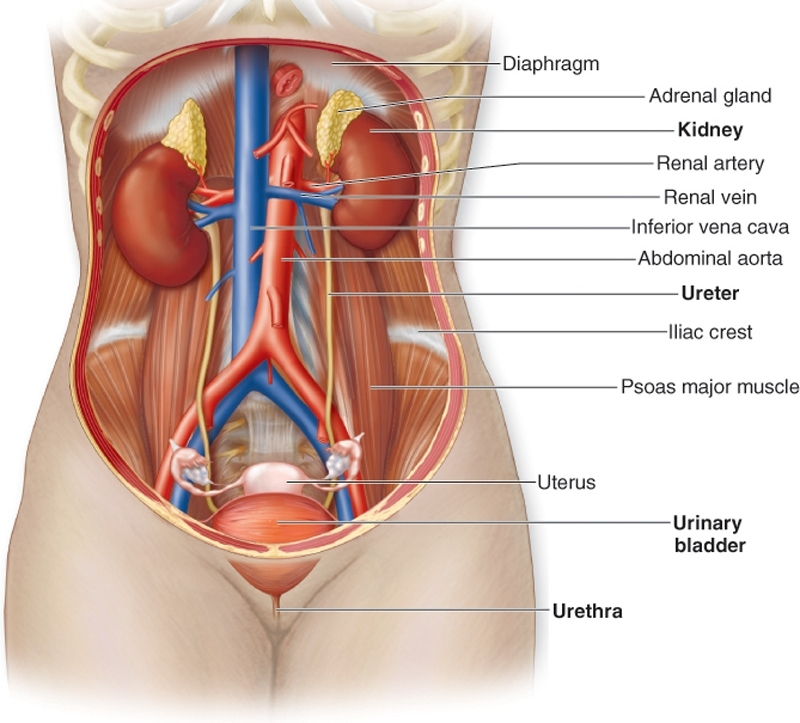 Diaphragm
Adrenal gland
Kidney
Renal artery
Renal vein
Inferior vena cava
Abdominal aorta
Ureter
Iliac crest
Psoas major muscle
Uterus
Urinary
bladder
Urethra